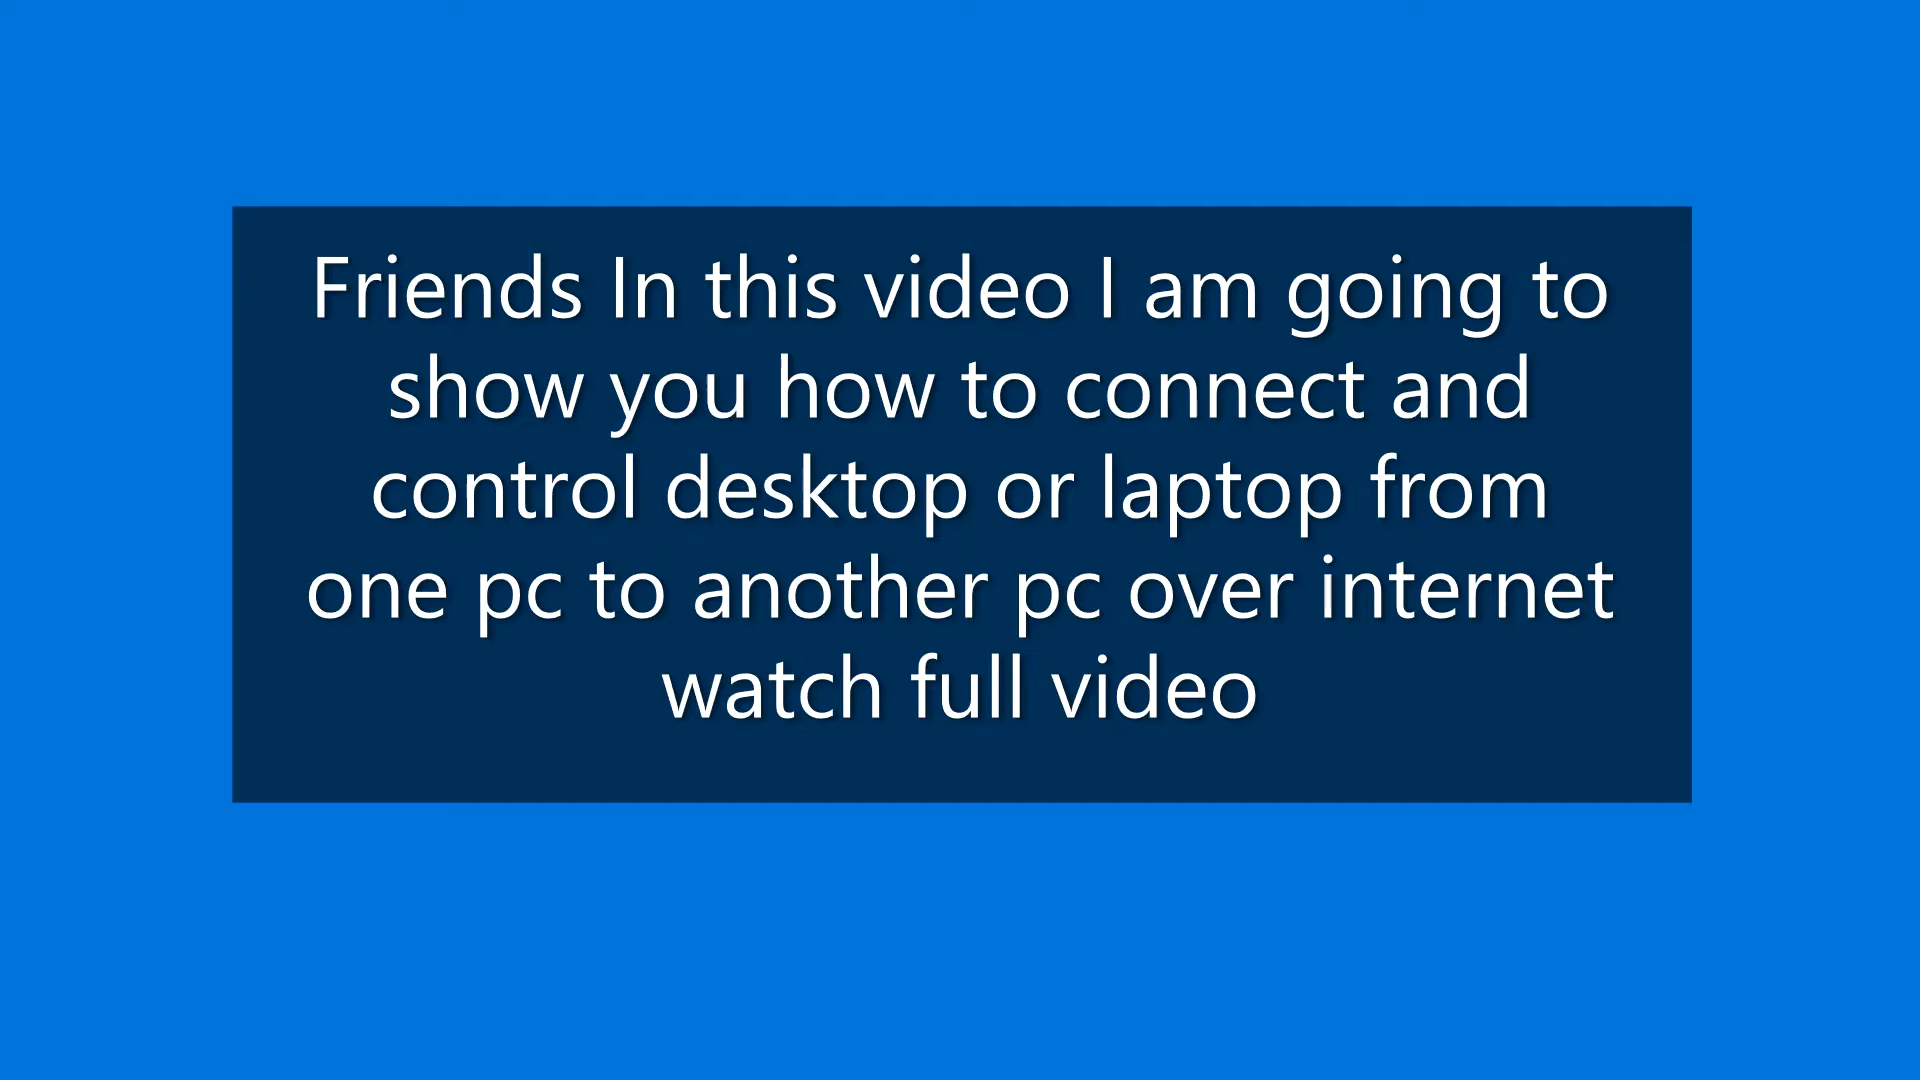 Friends In this video I am going to
show you how to connect and
control desktop or laptop from
one pc to another pc over internet
watch full video